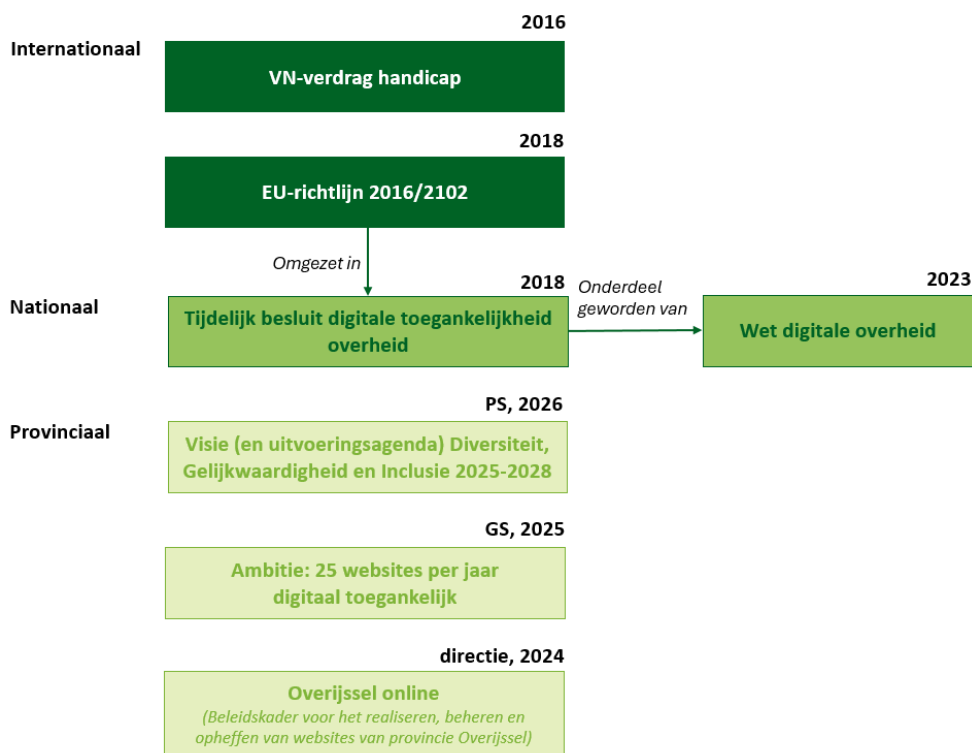 2016
Internationaal
VN-verdrag handicap
2018
EU-richtlijn 2016/2102
Omgezet in
2018
Onderdeel
geworden van
2023
Nationaal
Tijdelijk besluit digitale toegankelijkheid
overheid
Wet digitale overheid
PS, 2026
Provinciaal
Visie (en uitvoeringsagenda) Diversiteit,
Gelijkwaardigheid en Inclusie 2025-2028
GS, 2025
Ambitie: 25 websites per jaar
digitaal toegankelijk
directie, 2024
Overijssel online
(Beleidskader voor het realiseren, beheren en
opheffen van websites van provincie Overijssel)